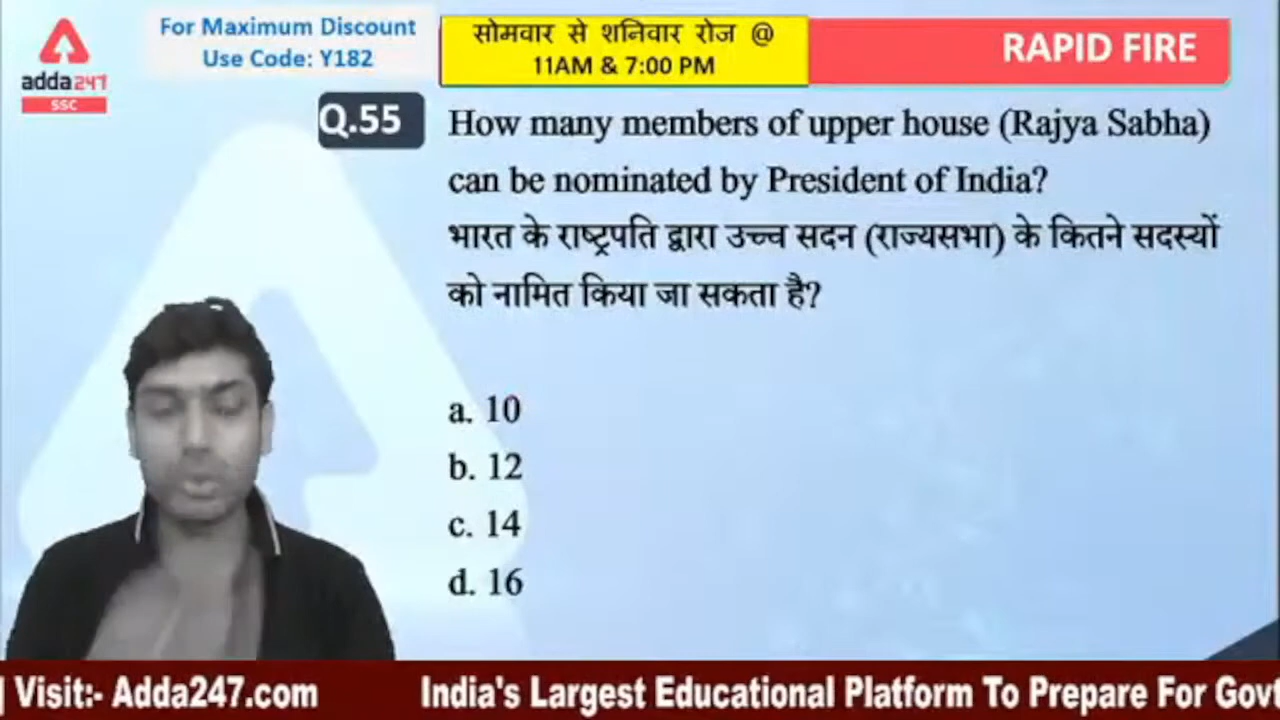 For Maximum Discount
Use Code: Y182
adda247
SSC
सोमवार से शनिवार रोज @
11AM & 7:00 PM
RAPID FIRE
Q.55
How many members of upper house (Rajya Sabha)
can be nominated by President of India?
भारत के राष्ट्रपति द्वारा उच्च सदन (राज्यसभा) के कितने सदस्यों
को नामित किया जा सकता है?
a. 10
b. 12
c. 14
d. 16
| Visit:- Adda247.com India's Largest Educational Platform To Prepare For Govt